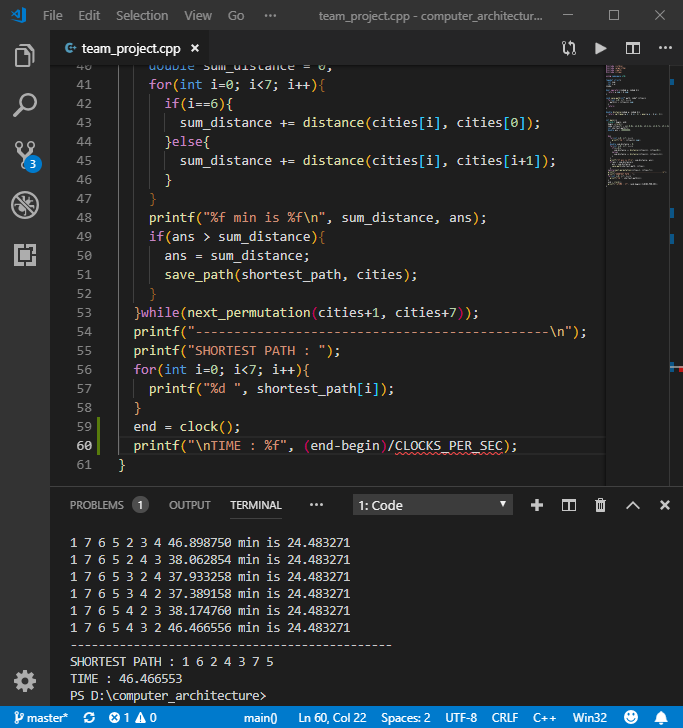 File Edit Selection View Go ··· team_project.cpp - computer_architectur...
team_project.cpp
3
40 double sum_distance = 0;
41 for(int i=0; i<7; i++){
42 if(i==6){
43 sum_distance += distance(cities[i], cities[0]);
44 }else{
45 sum_distance += distance(cities[i], cities[i+1]);
46 }
47 }
48 printf("%f min is %f\n", sum_distance, ans);
49 if(ans > sum_distance){
50 ans = sum_distance;
51 save_path(shortest_path, cities);
52 }
53 }while(next_permutation(cities+1, cities+7));
54 printf("----------------------------------------------\n");
55 printf("SHORTEST PATH : ");
56 for(int i=0; i<7; i++){
57 printf("%d ", shortest_path[i]);
58 }
59 end = clock();
60 printf("\nTIME : %f", (end-begin)/CLOCKS_PER_SEC);
61 }
PROBLEMS 1 OUTPUT TERMINAL ··· 1: Code
1 7 6 5 2 3 4 46.898750 min is 24.483271
1 7 6 5 2 4 3 38.062854 min is 24.483271
1 7 6 5 3 2 4 37.933258 min is 24.483271
1 7 6 5 3 4 2 37.389158 min is 24.483271
1 7 6 5 4 2 3 38.174760 min is 24.483271
1 7 6 5 4 3 2 46.466556 min is 24.483271
----------------------------------------------
SHORTEST PATH : 1 6 2 4 3 7 5
TIME : 46.466553
PS D:\computer_architecture>
master* 1 0 main() Ln 60, Col 22 Spaces: 2 UTF-8 CRLF C++ Win32